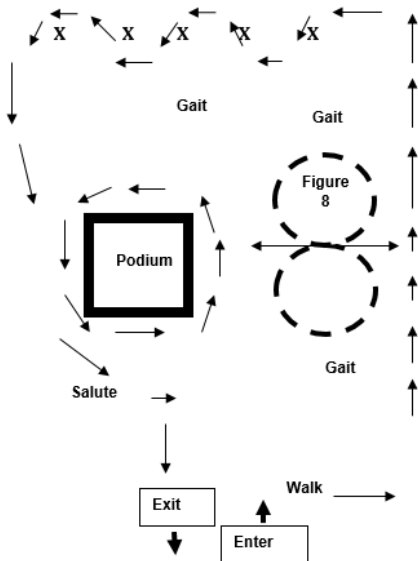 X X X X X
Gait
Gait
Figure
8
Podium
Gait
Salute
Walk
Exit
Enter